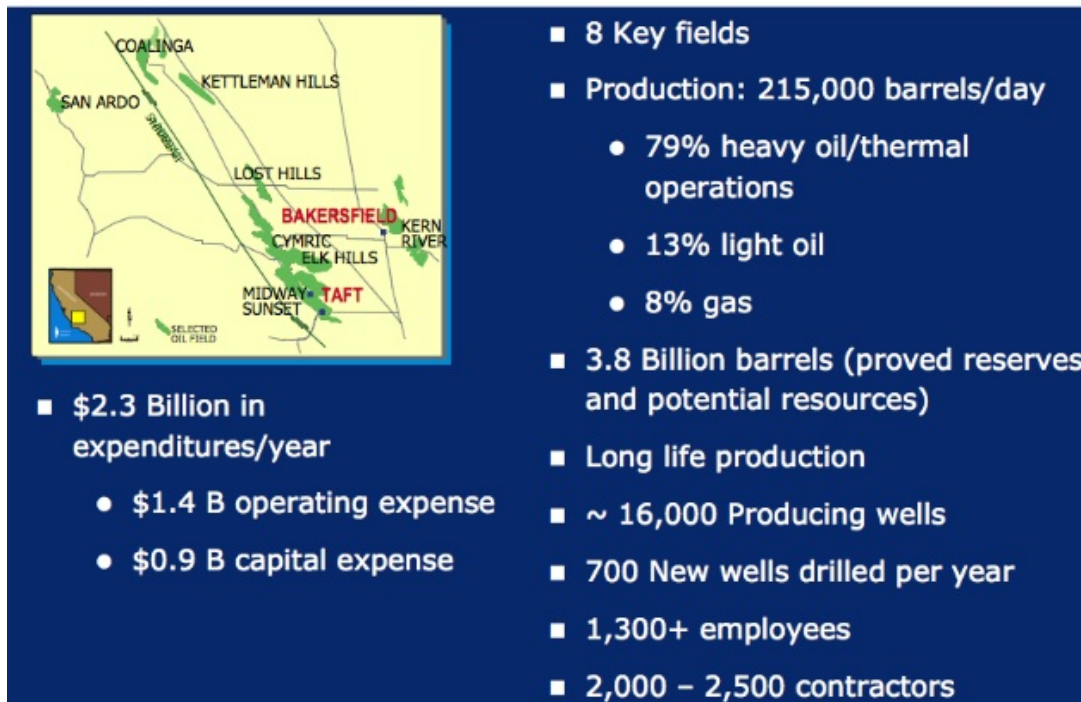 COALINGA
KETTLEMAN HILLS
SAN ARDO
LOST HILLS
BAKERSFIELD
KERN
RIVER
CYMRIC
ELK HILLS
MIDWAY
SUNSET
TAFT
SELECTED
OIL FIELD
■ $2.3 Billion in
expenditures/year
● $1.4 B operating expense
● $0.9 B capital expense
■ 8 Key fields
■ Production: 215,000 barrels/day
● 79% heavy oil/thermal
operations
● 13% light oil
● 8% gas
■ 3.8 Billion barrels (proved reserves
and potential resources)
■ Long life production
■ ~ 16,000 Producing wells
■ 700 New wells drilled per year
■ 1,300+ employees
■ 2,000 – 2,500 contractors